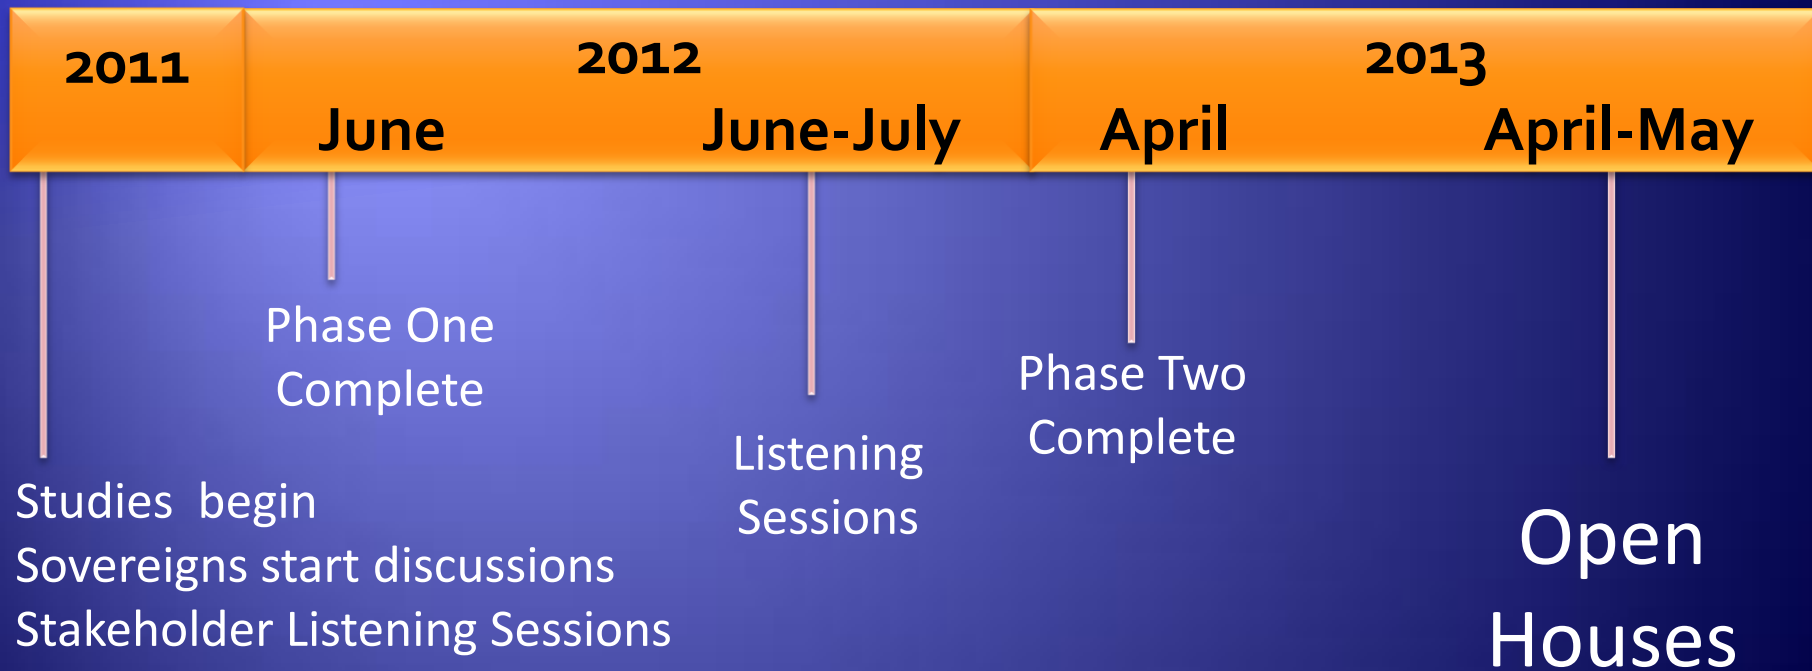 2011
2012
2013
June
June-July
April
April-May
Phase One
Complete
Phase Two
Complete
Listening
Sessions
Studies begin
Sovereigns start discussions
Stakeholder Listening Sessions
Open
Houses